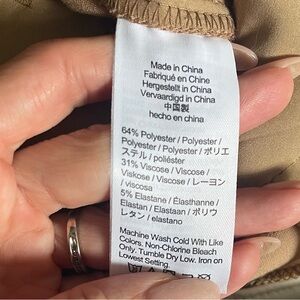 Made in China
Fabriqué en Chine
Hergestellt in China
Vervaardigd in China
中国製
hecho en china
64% Polyester / Polyester /
Polyester / Polyester / ポリエ
ステル / poliéster
31% Viscose / Viscose /
Viskose / Viscose / レーヨン
/ viscosa
5% Elastane / Élasthanne /
Elastan / Elastaan / ポリウ
レタン / elastano
Machine Wash Cold With Like
Colors. Non-Chlorine Bleach
Only. Tumble Dry Low. Iron on
Lowest Setting.